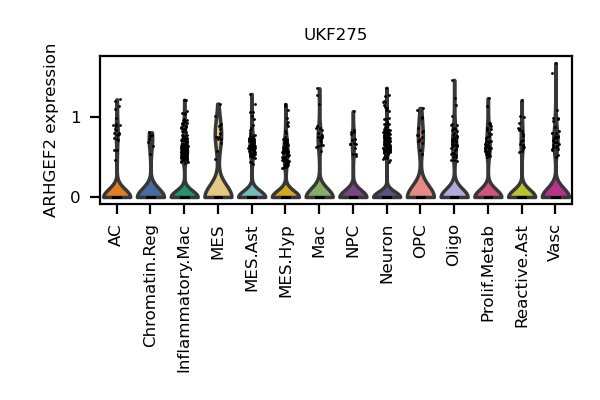 UKF275
ARHGEF2 expression
1
0
AC
Chromatin.Reg
Inflammatory.Mac
MES
MES.Ast
MES.Hyp
Mac
NPC
Neuron
OPC
Oligo
Prolif.Metab
Reactive.Ast
Vasc